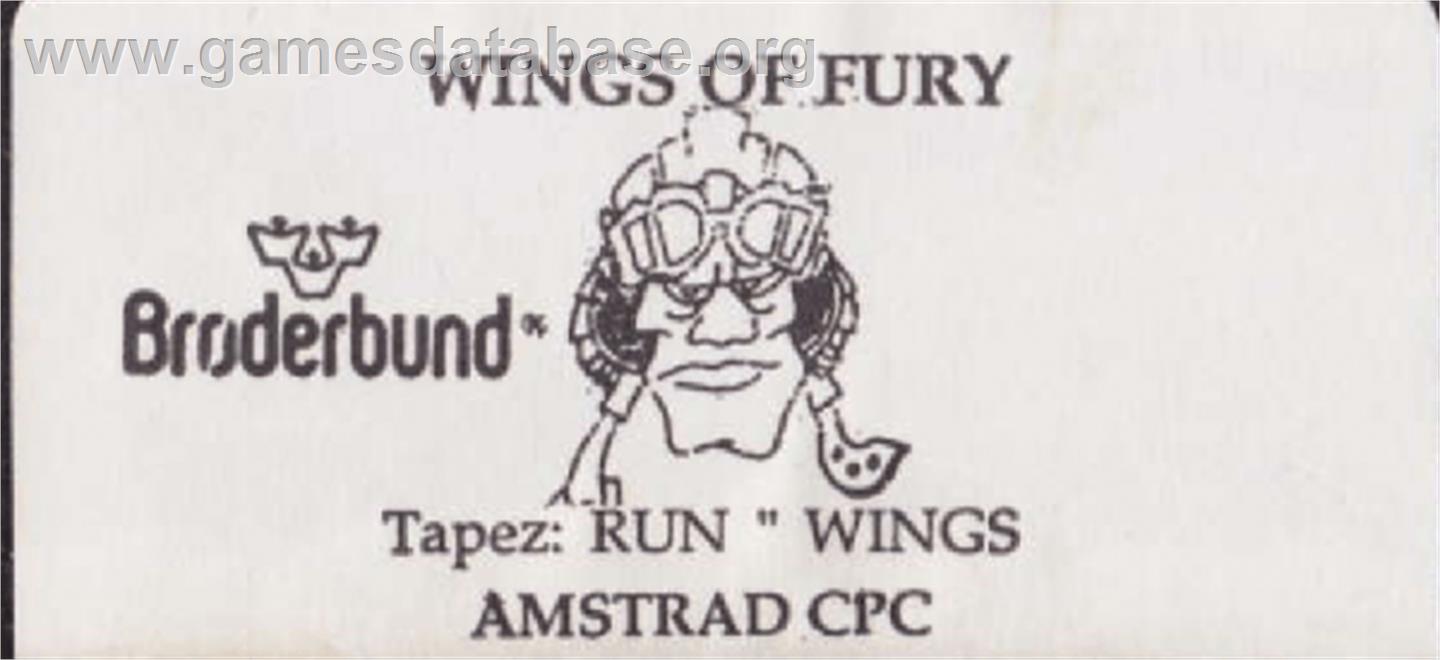 www.gamesdatabase.org
WINGS OF FURY
Brøderbund
Tapez: RUN " WINGS
AMSTRAD CPC